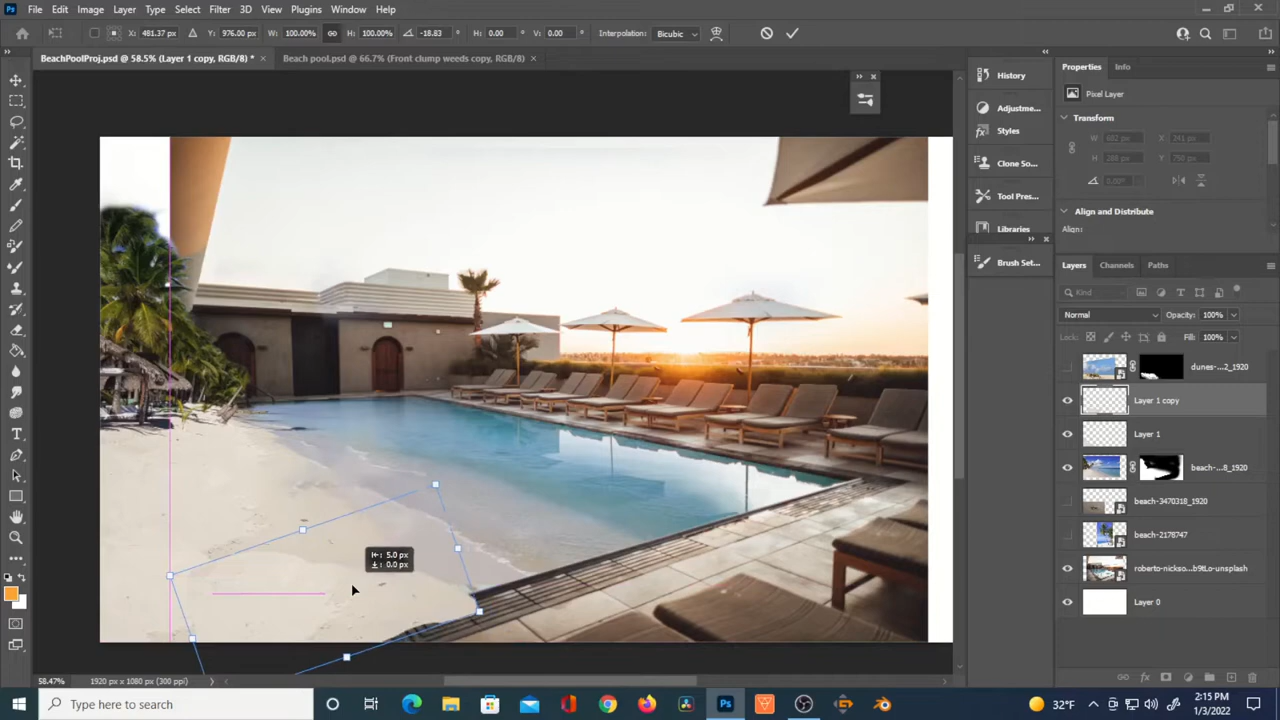 Ps File Edit Image Layer Type Select Filter 3D View Plugins Window Help
X: 481.37 px Y: 976.00 px W: 100.00% H: 100.00% -18.83 ° H: 0.00 ° V: 0.00 ° Interpolation: Bicubic
BeachPoolProj.psd @ 58.5% (Layer 1 copy, RGB/8) * × Beach pool.psd @ 66.7% (Front clump weeds copy, RGB/8) ×
History
Adjustme...
Styles
Clone So...
Tool Pres...
Libraries
Brush Set...
Properties Info
Pixel Layer
Transform
W 682 px X 241 px
H 288 px Y 750 px
0.00°
Align and Distribute
Align:
Layers Channels Paths
Kind
Normal Opacity: 100%
Lock: Fill: 100%
dunes-...2_1920
Layer 1 copy
Layer 1
beach-...8_1920
beach-3470318_1920
beach-2178747
roberto-nickso...b9tLo-unsplash
Layer 0
5.0 px
0.0 px
58.47% 1920 px x 1080 px (300 ppi)
Type here to search
Ps
32°F
2:15 PM
1/3/2022